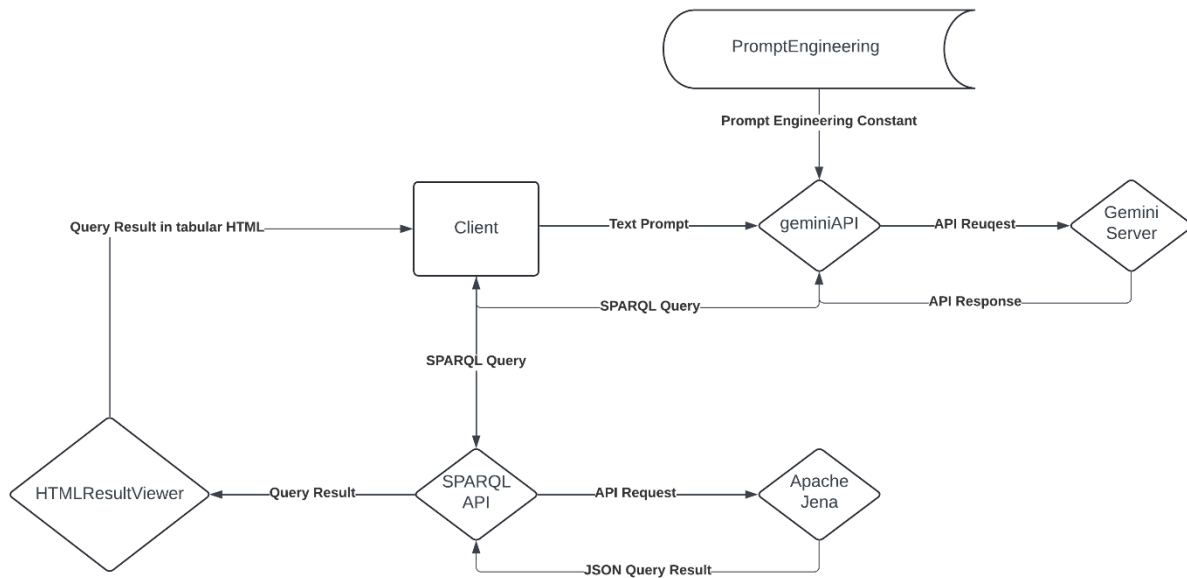 PromptEngineering
Prompt Engineering Constant
Query Result in tabular HTML
Client
Text Prompt
geminiAPI
API Reuqest
Gemini
Server
SPARQL Query
API Response
SPARQL Query
HTMLResultViewer
Query Result
SPARQL
API
API Request
Apache
Jena
JSON Query Result